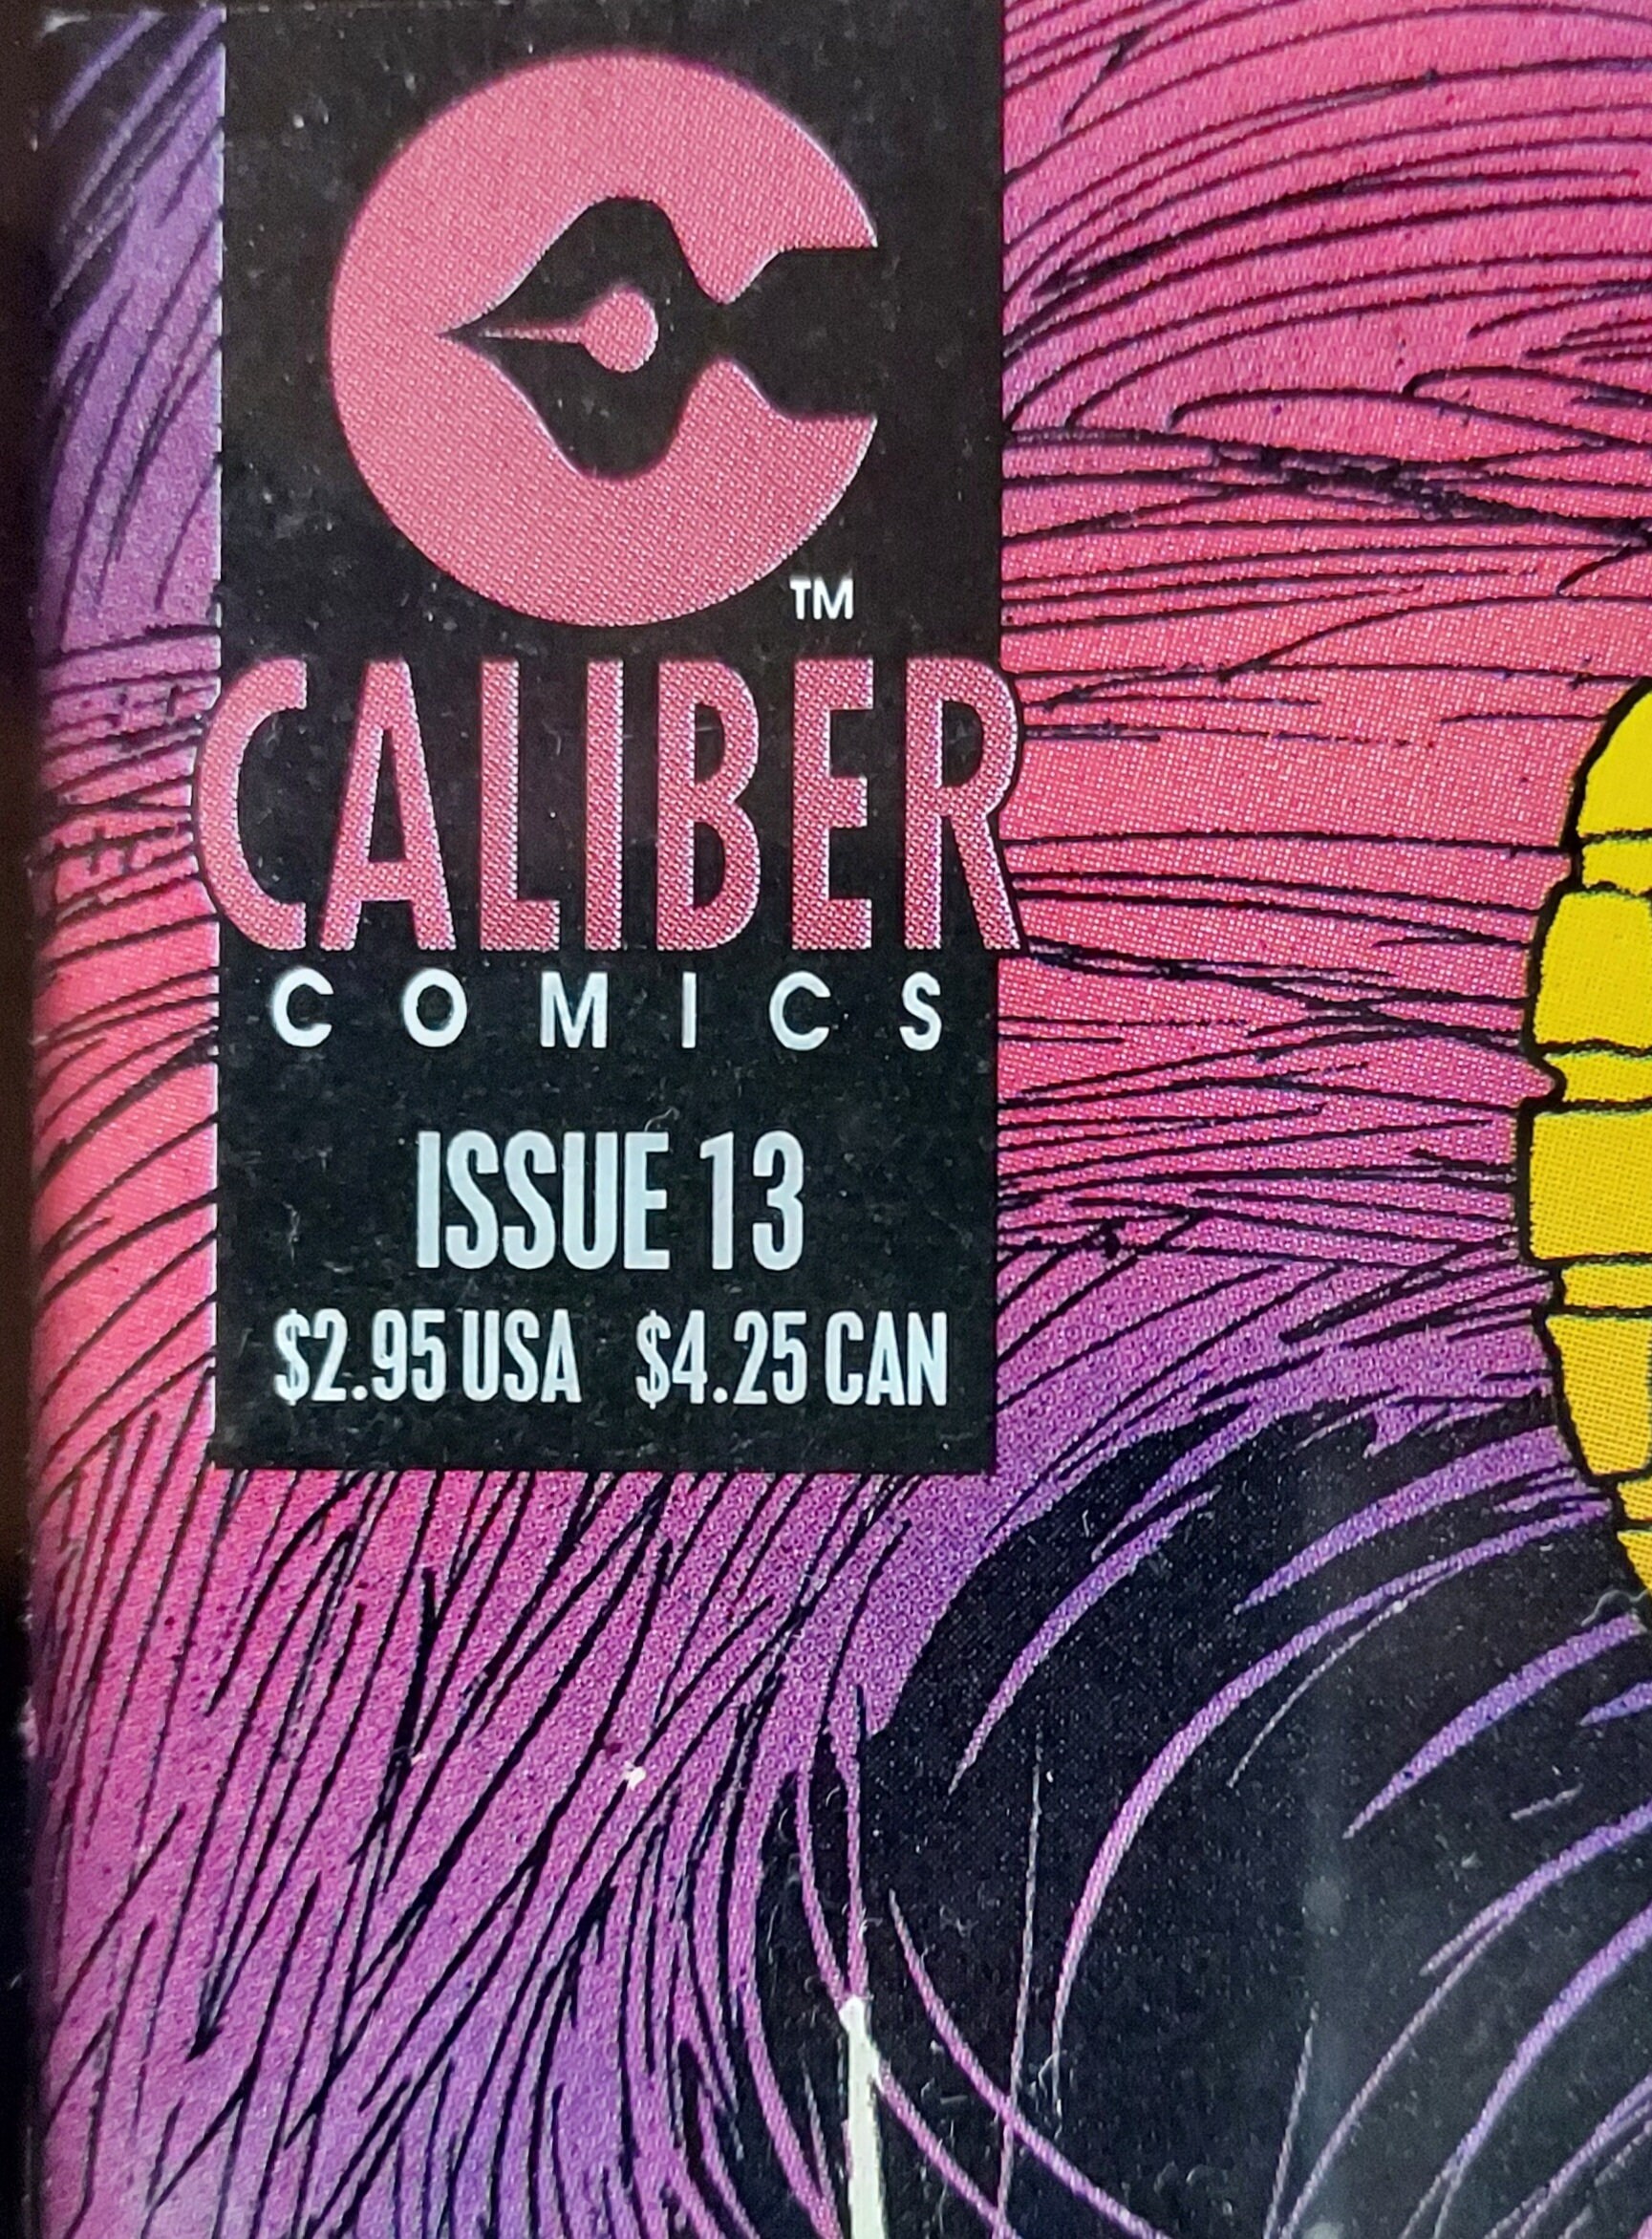 TM
CALIBER
COMICS
ISSUE 13
$2.95 USA $4.25 CAN